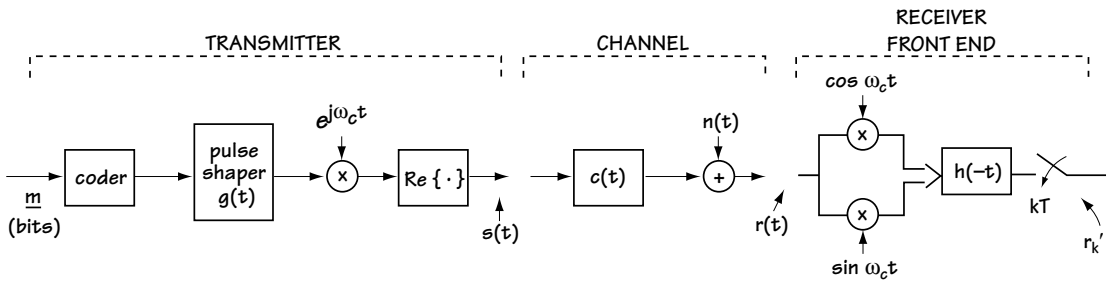 TRANSMITTER
CHANNEL
RECEIVER
FRONT END
m
(bits)
coder
pulse
shaper
g(t)
e^{jω_c t}
x
Re { · }
s(t)
c(t)
n(t)
+
r(t)
cos ω_c t
x
x
sin ω_c t
h(–t)
kT
r_k'